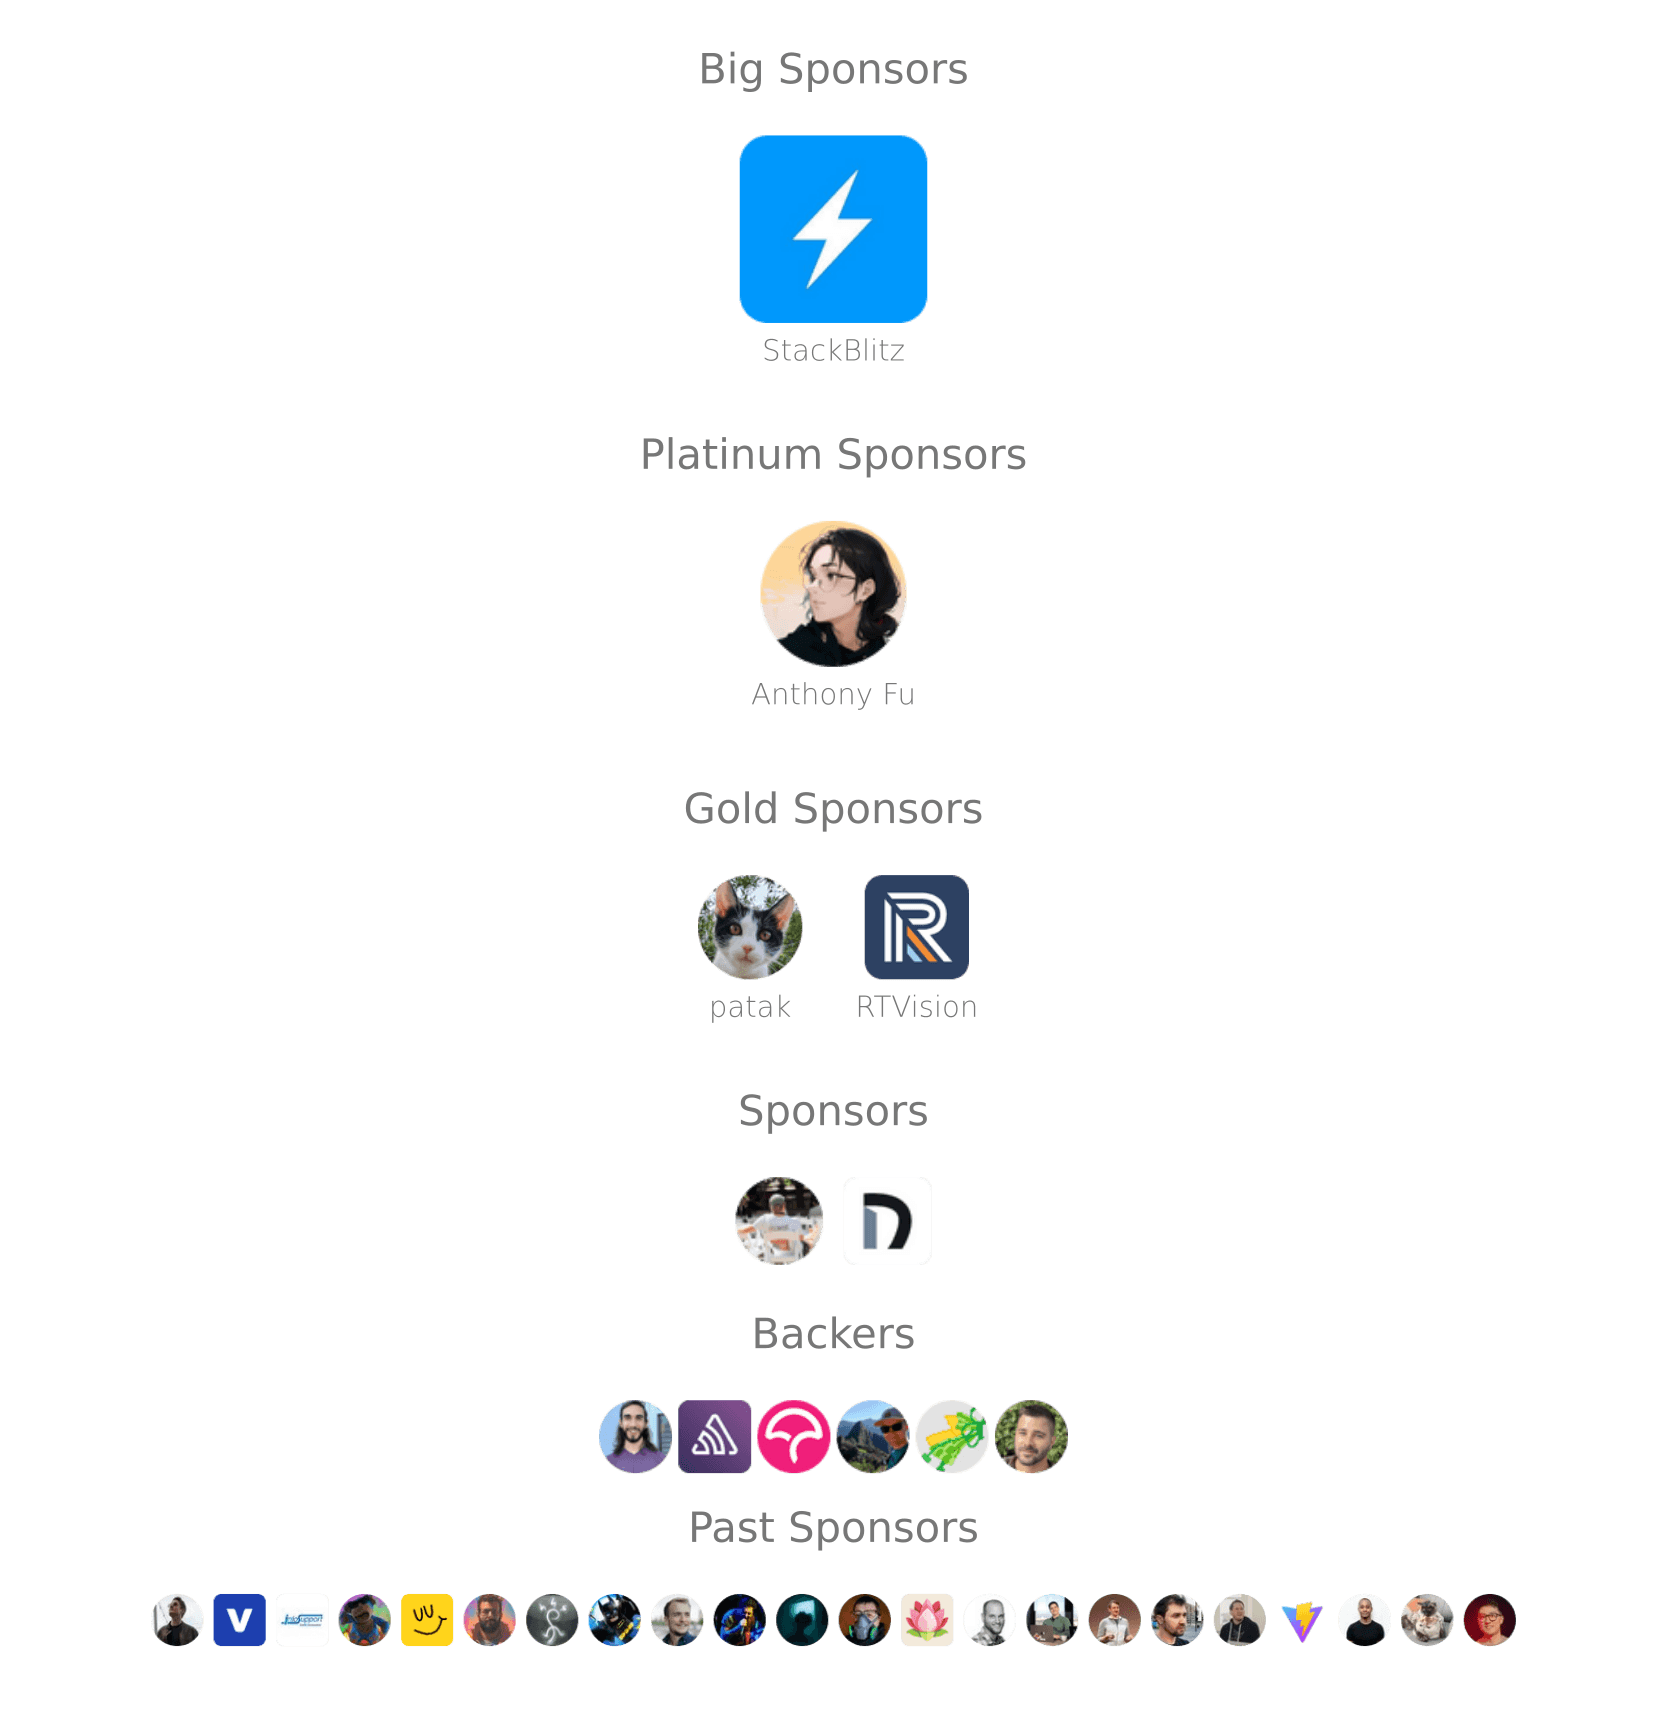 Big Sponsors
StackBlitz
Platinum Sponsors
Anthony Fu
Gold Sponsors
patak
RTVision
Sponsors
Backers
Past Sponsors
V